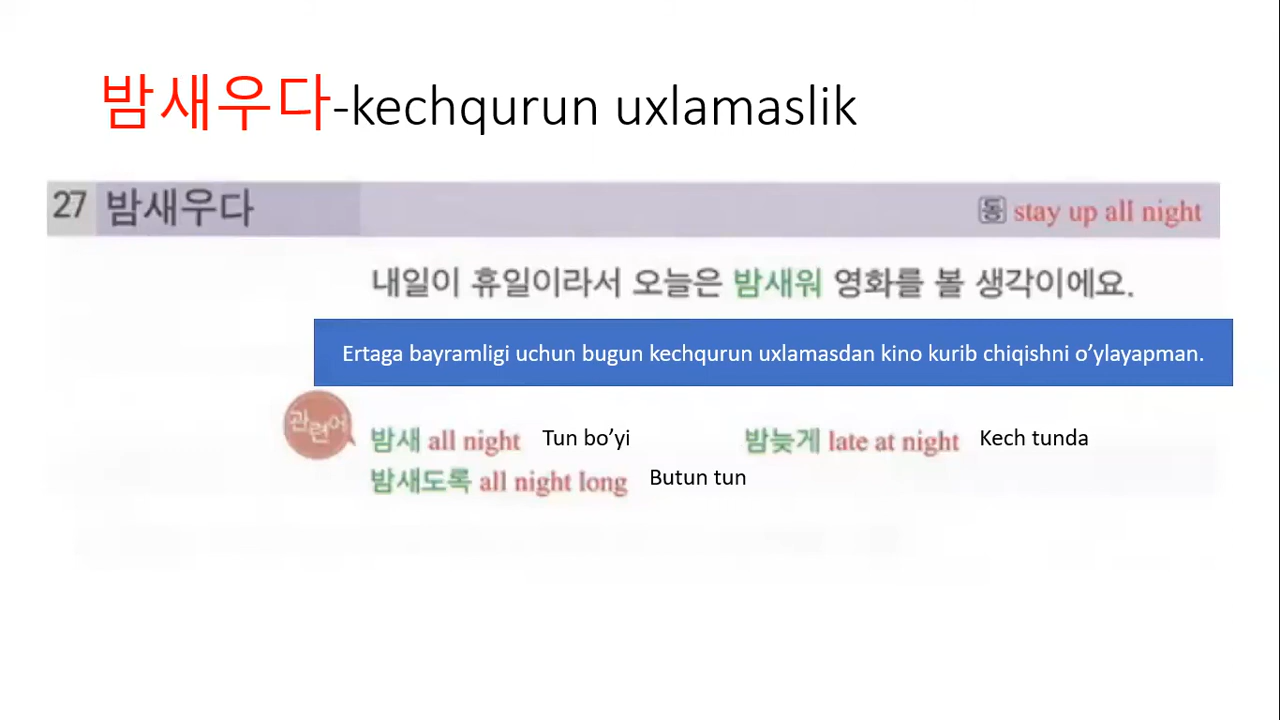 밤새우다-kechqurun uxlamaslik
27 밤새우다 동 stay up all night
내일이 휴일이라서 오늘은 밤새워 영화를 볼 생각이에요.
Ertaga bayramligi uchun bugun kechqurun uxlamasdan kino kurib chiqishni o’ylayapman.
관련어
밤새 all night Tun bo’yi 밤늦게 late at night Kech tunda
밤새도록 all night long Butun tun